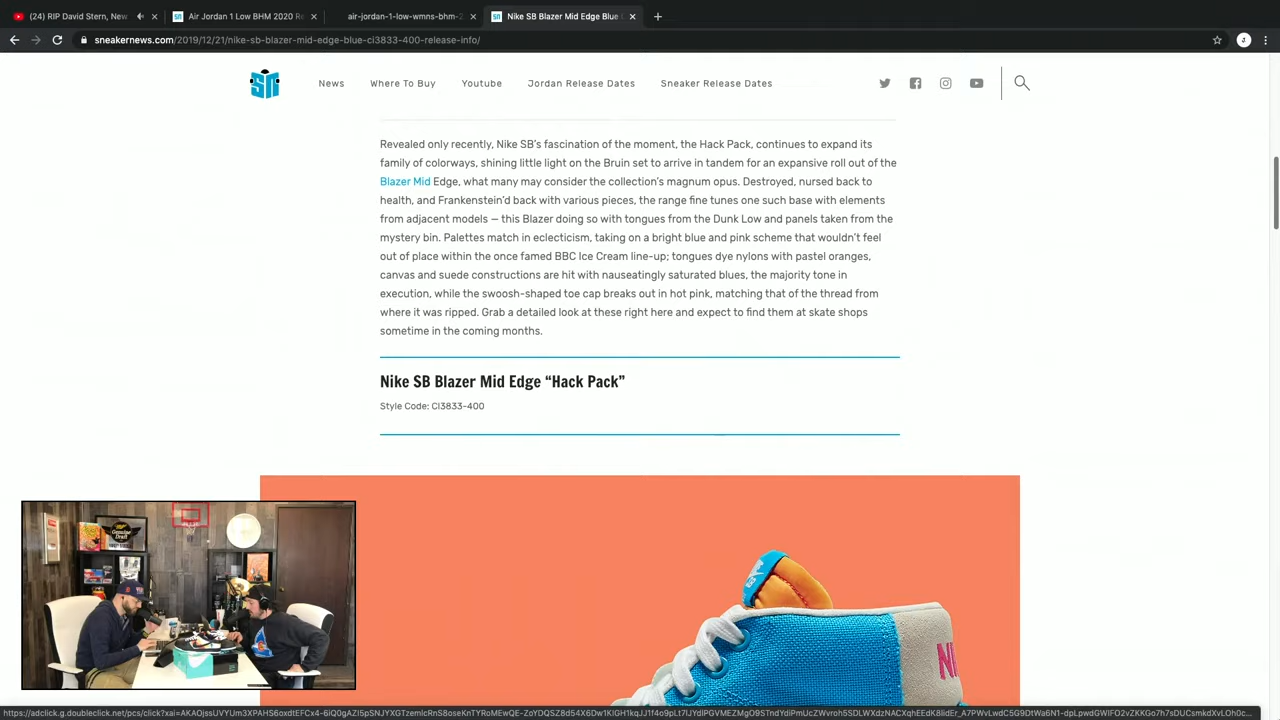 (24) RIP David Stern, New
Air Jordan 1 Low BHM 2020 Re
air-jordan-1-low-wmns-bhm-2
Nike SB Blazer Mid Edge Blue
sneakernews.com/2019/12/21/nike-sb-blazer-mid-edge-blue-ci3833-400-release-info/
News Where To Buy Youtube Jordan Release Dates Sneaker Release Dates
Revealed only recently, Nike SB’s fascination of the moment, the Hack Pack, continues to expand its
family of colorways, shining little light on the Bruin set to arrive in tandem for an expansive roll out of the
Blazer Mid Edge, what many may consider the collection’s magnum opus. Destroyed, nursed back to
health, and Frankenstein’d back with various pieces, the range fine tunes one such base with elements
from adjacent models — this Blazer doing so with tongues from the Dunk Low and panels taken from the
mystery bin. Palettes match in eclecticism, taking on a bright blue and pink scheme that wouldn’t feel
out of place within the once famed BBC Ice Cream line-up; tongues dye nylons with pastel oranges,
canvas and suede constructions are hit with nauseatingly saturated blues, the majority tone in
execution, while the swoosh-shaped toe cap breaks out in hot pink, matching that of the thread from
where it was ripped. Grab a detailed look at these right here and expect to find them at skate shops
sometime in the coming months.
Nike SB Blazer Mid Edge “Hack Pack”
Style Code: CI3833-400
Genuine
Draft